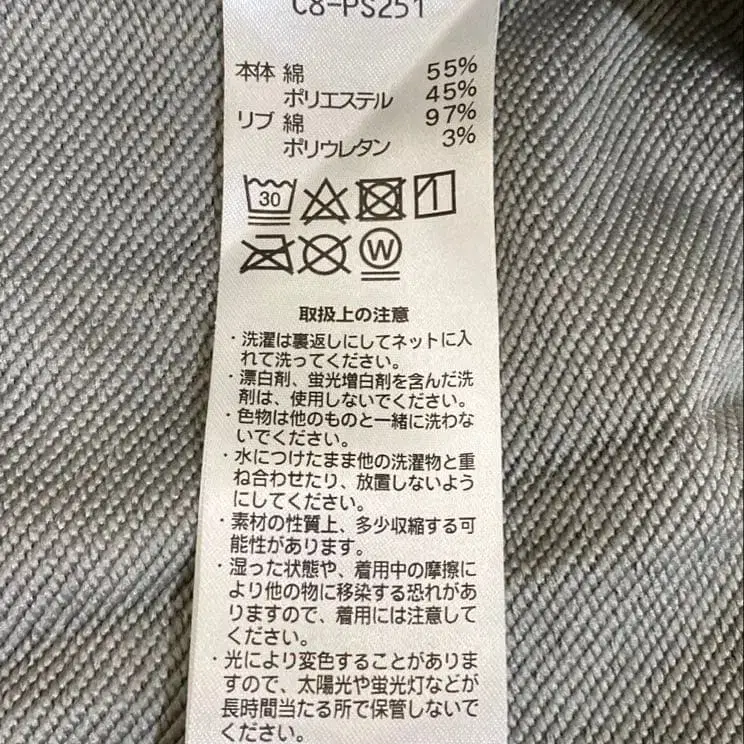 C8-PS251
本体 綿 55%
ポリエステル 45%
リブ 綿 97%
ポリウレタン 3%
30
W
取扱上の注意
・洗濯は裏返しにしてネットに入
れて洗ってください。
・漂白剤、蛍光増白剤を含んだ洗
剤は、使用しないでください。
・色物は他のものと一緒に洗わな
いでください。
・水につけたまま他の洗濯物と重
ね合わせたり、放置しないよう
にしてください。
・素材の性質上、多少収縮する可
能性があります。
・湿った状態や、着用中の摩擦に
より他の物に移染する恐れがあ
りますので、着用には注意して
ください。
・光により変色することがありま
すので、太陽光や蛍光灯などが
長時間当たる所で保管しないで
ください。